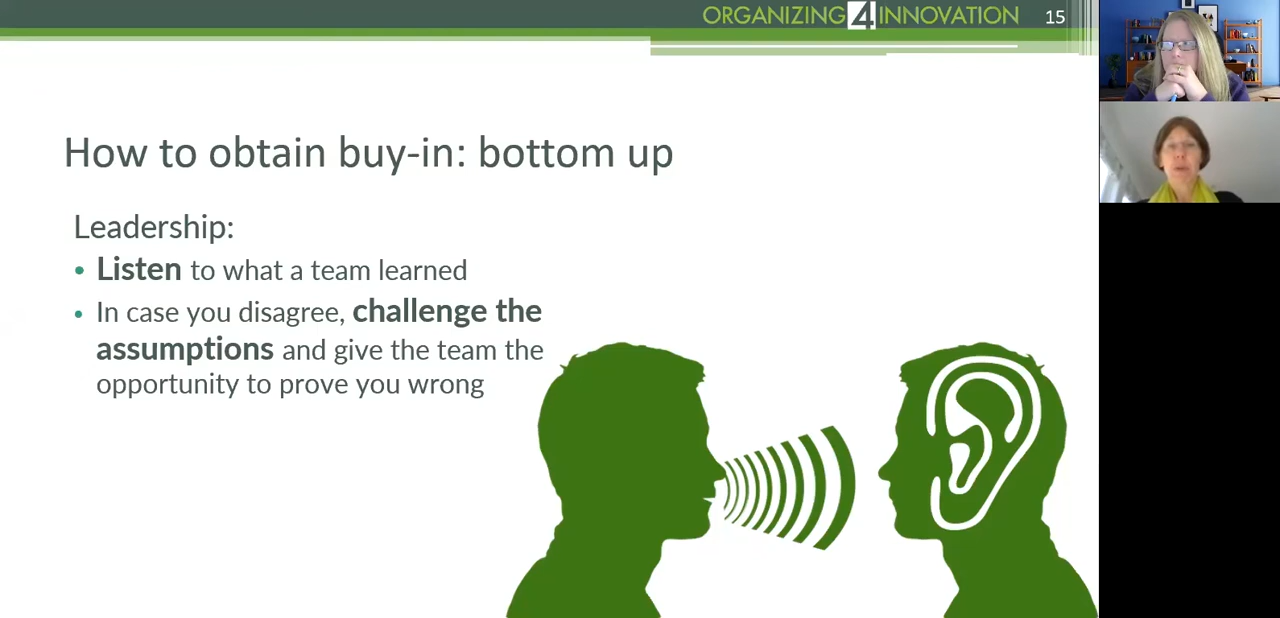 ORGANIZING 4 INNOVATION 15
How to obtain buy-in: bottom up
Leadership:
• Listen to what a team learned
• In case you disagree, challenge the
assumptions and give the team the
opportunity to prove you wrong